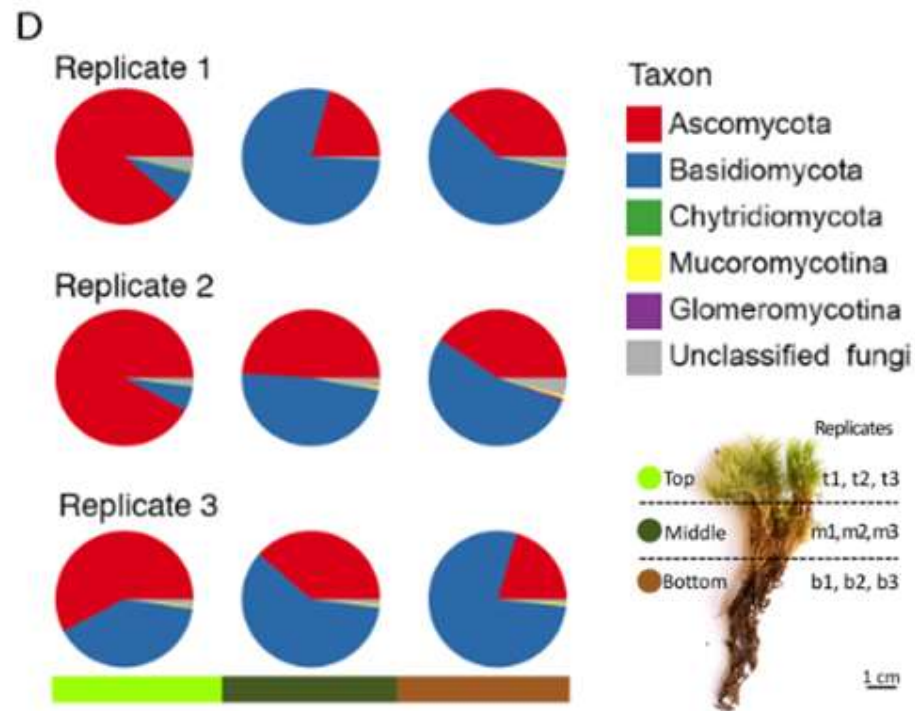 D
Replicate 1
Replicate 2
Replicate 3
Taxon
Ascomycota
Basidiomycota
Chytridiomycota
Mucoromycotina
Glomeromycotina
Unclassified fungi
Replicates
Top t1, t2, t3
Middle m1,m2,m3
Bottom b1, b2, b3
1 cm